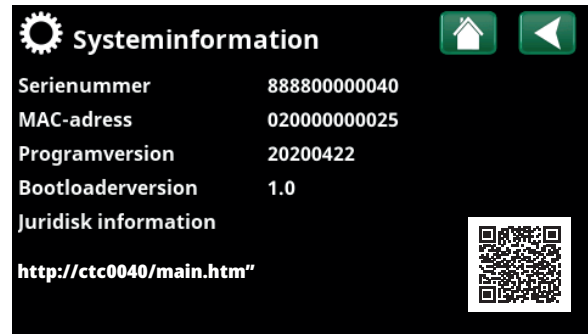 Systeminformation
Serienummer 888800000040
MAC-adress 020000000025
Programversion 20200422
Bootloaderversion 1.0
Juridisk information
http://ctc0040/main.htm”